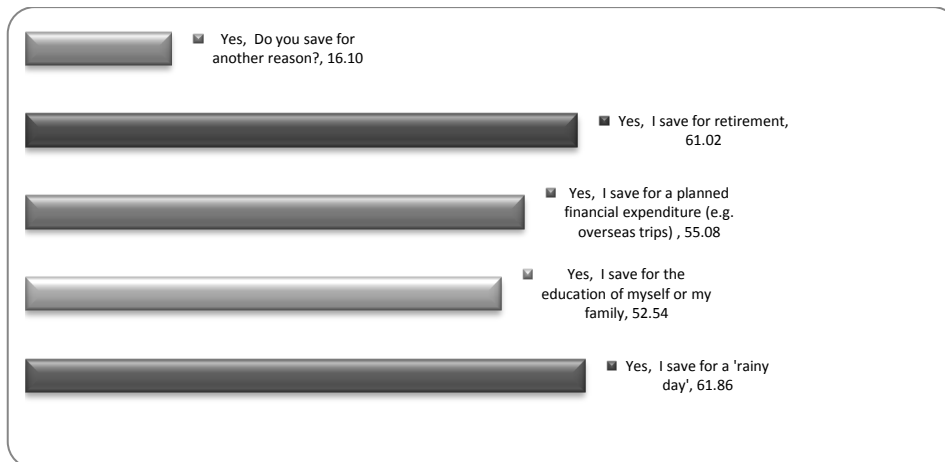 Yes, Do you save for
another reason?, 16.10
Yes, I save for retirement,
61.02
Yes, I save for a planned
financial expenditure (e.g.
overseas trips) , 55.08
Yes, I save for the
education of myself or my
family, 52.54
Yes, I save for a 'rainy
day', 61.86